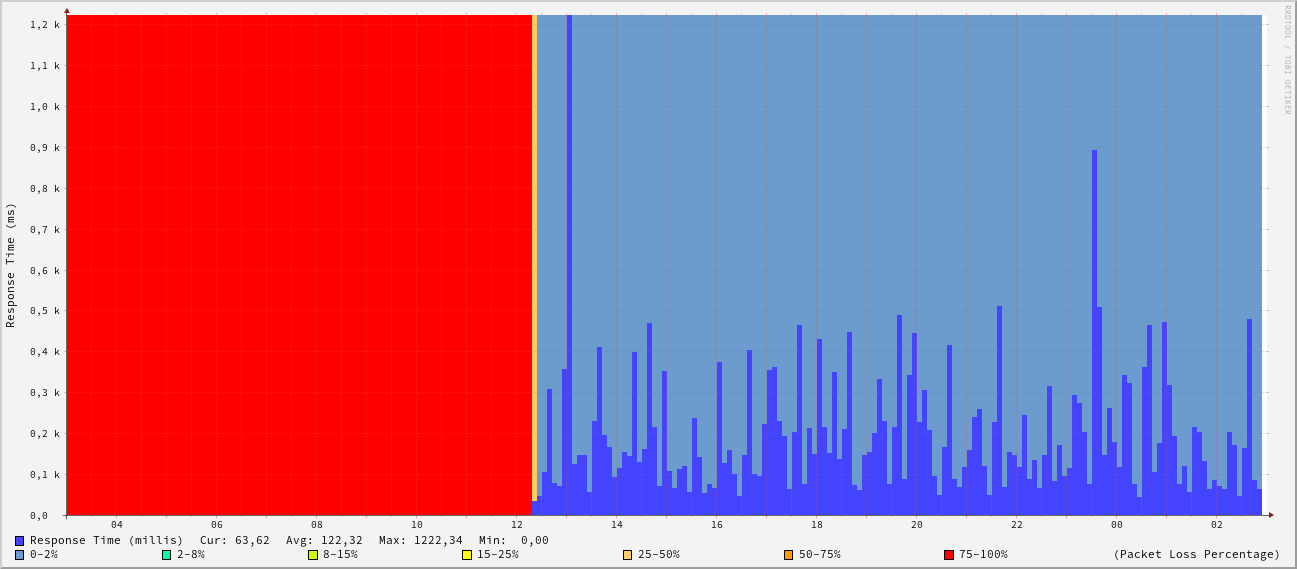 RRDTOOL / TOBI OETIKER
Response Time (ms)
1,2 k
1,1 k
1,0 k
0,9 k
0,8 k
0,7 k
0,6 k
0,5 k
0,4 k
0,3 k
0,2 k
0,1 k
0,0
04 06 08 10 12 14 16 18 20 22 00 02
Response Time (millis) Cur: 63,62 Avg: 122,32 Max: 1222,34 Min: 0,00
0-2% 2-8% 8-15% 15-25% 25-50% 50-75% 75-100% (Packet Loss Percentage)